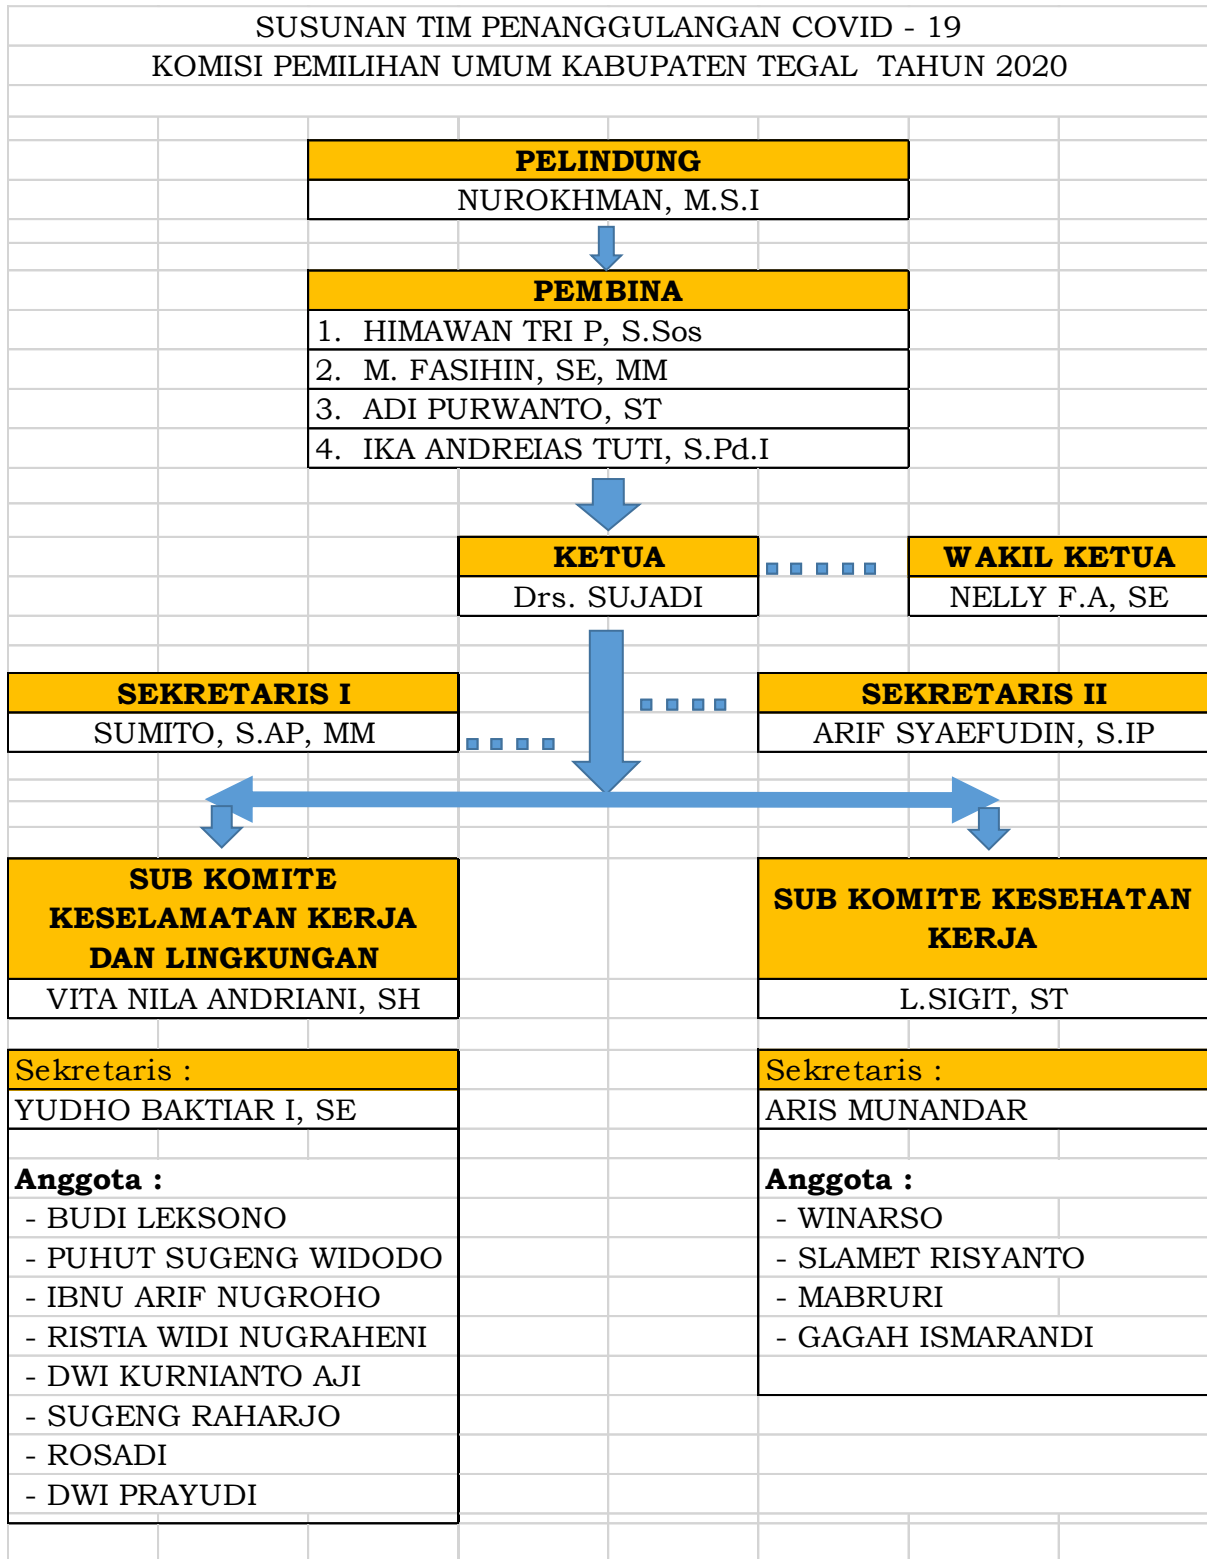 SUSUNAN TIM PENANGGULANGAN COVID - 19
KOMISI PEMILIHAN UMUM KABUPATEN TEGAL TAHUN 2020
PELINDUNG
NUROKHMAN, M.S.I
PEMBINA
1. HIMAWAN TRI P, S.Sos
2. M. FASIHIN, SE, MM
3. ADI PURWANTO, ST
4. IKA ANDREIAS TUTI, S.Pd.I
KETUA
Drs. SUJADI
WAKIL KETUA
NELLY F.A, SE
SEKRETARIS I
SUMITO, S.AP, MM
SEKRETARIS II
ARIF SYAEFUDIN, S.IP
SUB KOMITE
KESELAMATAN KERJA
DAN LINGKUNGAN
VITA NILA ANDRIANI, SH
Sekretaris :
YUDHO BAKTIAR I, SE
Anggota :
- BUDI LEKSONO
- PUHUT SUGENG WIDODO
- IBNU ARIF NUGROHO
- RISTIA WIDI NUGRAHENI
- DWI KURNIANTO AJI
- SUGENG RAHARJO
- ROSADI
- DWI PRAYUDI
SUB KOMITE KESEHATAN
KERJA
L.SIGIT, ST
Sekretaris :
ARIS MUNANDAR
Anggota :
- WINARSO
- SLAMET RISYANTO
- MABRURI
- GAGAH ISMARANDI